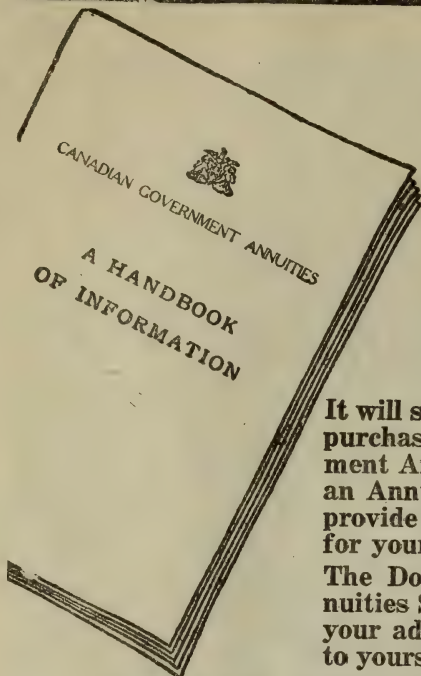 CANADIAN GOVERNMENT ANNUITIES
A HANDBOOK
OF INFORMATION
It will s
purchas
ment A
an Ann
provide
for your
The Do
nuities S
your ad
to yours